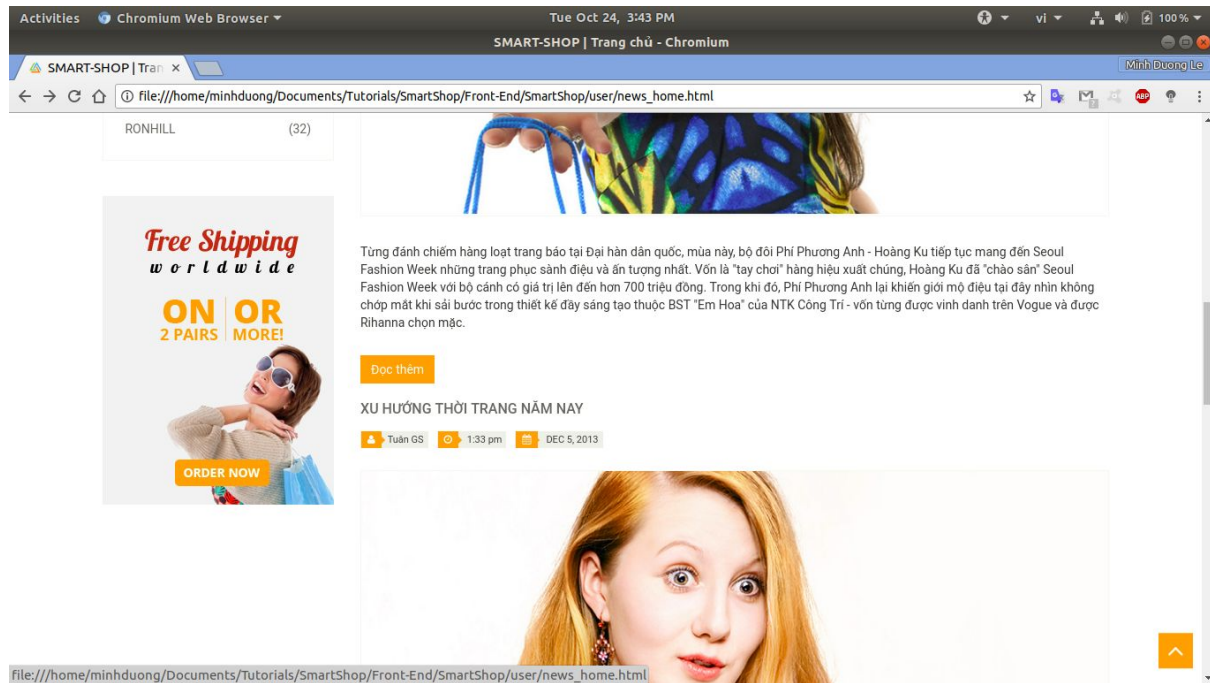 Activities Chromium Web Browser Tue Oct 24, 3:43 PM vi 100 %
SMART-SHOP | Trang chủ - Chromium
SMART-SHOP | Tran Minh Duong Le
file:///home/minhduong/Documents/Tutorials/SmartShop/Front-End/SmartShop/user/news_home.html ABP
RONHILL (32)
Free Shipping
worldwide
ON OR
2 PAIRS MORE!
ORDER NOW
Từng đánh chiếm hàng loạt trang báo tại Đại hàn dân quốc, mùa này, bộ đôi Phí Phương Anh - Hoàng Ku tiếp tục mang đến Seoul
Fashion Week những trang phục sành điệu và ấn tượng nhất. Vốn là "tay chơi" hàng hiệu xuất chúng, Hoàng Ku đã "chào sân" Seoul
Fashion Week với bộ cánh có giá trị lên đến hơn 700 triệu đồng. Trong khi đó, Phí Phương Anh lại khiến giới mộ điệu tại đây nhìn không
chớp mắt khi sải bước trong thiết kế đầy sáng tạo thuộc BST "Em Hoa" của NTK Công Trí - vốn từng được vinh danh trên Vogue và được
Rihanna chọn mặc.
Đọc thêm
XU HƯỚNG THỜI TRANG NĂM NAY
Tuân GS 1:33 pm DEC 5, 2013
file:///home/minhduong/Documents/Tutorials/SmartShop/Front-End/SmartShop/user/news_home.html